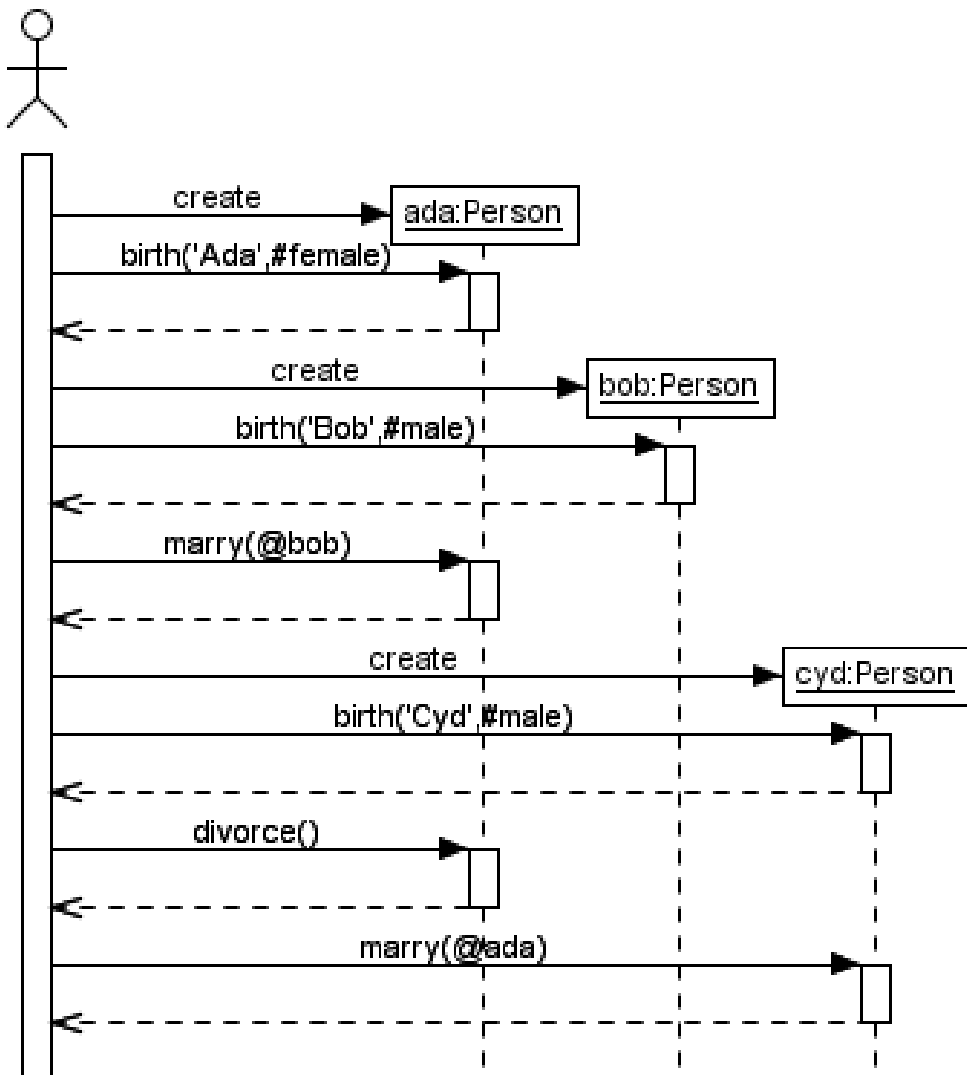 create
ada:Person
birth('Ada',#female)
create
bob:Person
birth('Bob',#male)
marry(@bob)
create
cyd:Person
birth('Cyd',#male)
divorce()
marry(@ada)